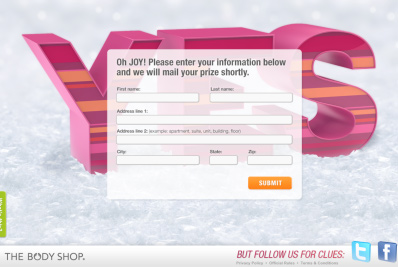 YES
Oh JOY! Please enter your information below
and we will mail your prize shortly.
First name: Last name:
Address line 1:
Address line 2 (example: apartment, suite, unit, building, floor)
City: State: Zip:
SUBMIT
THE BODY SHOP.
BUT FOLLOW US FOR CLUES:
Privacy Policy | Official Rules | Terms & Conditions